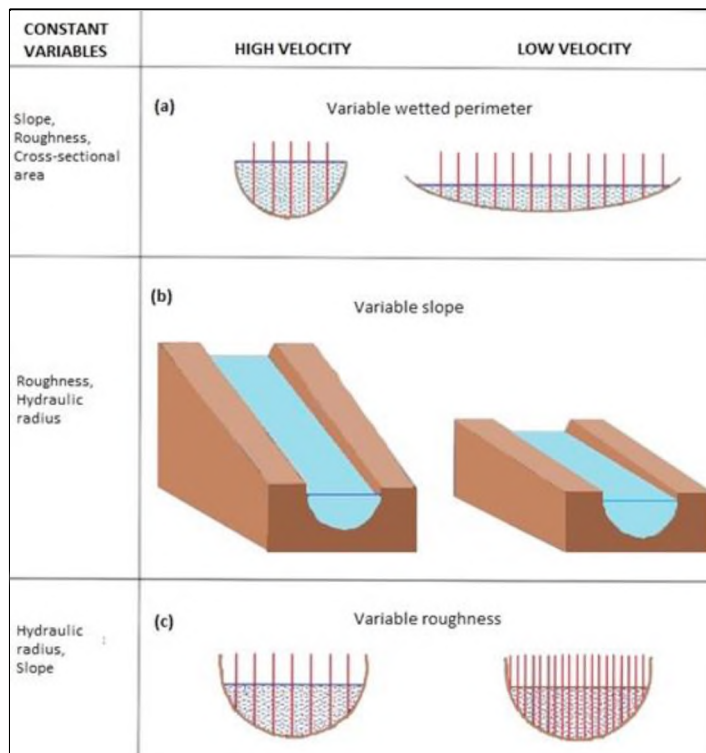 CONSTANT
VARIABLES
HIGH VELOCITY
LOW VELOCITY
(a)
Variable wetted perimeter
Slope,
Roughness,
Cross-sectional
area
(b)
Variable slope
Roughness,
Hydraulic
radius
(c)
Variable roughness
Hydraulic :
radius,
Slope